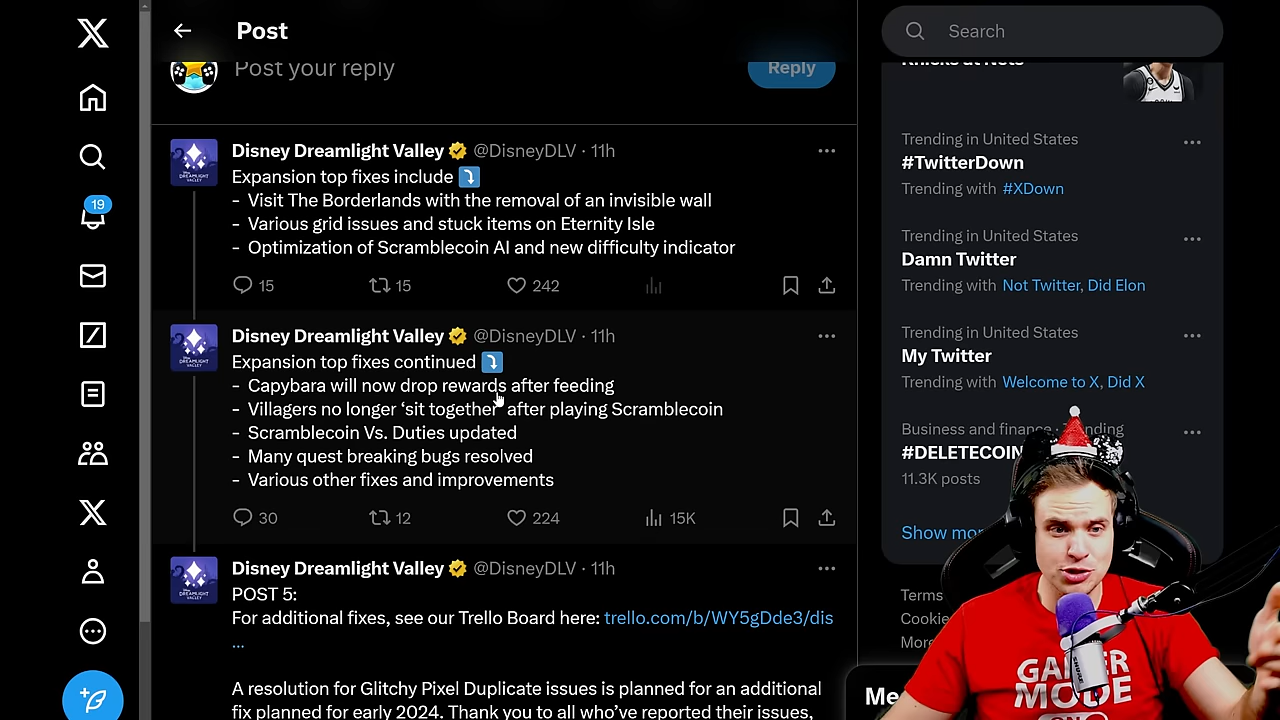 Post
Search
Post your reply
Reply
Disney Dreamlight Valley @DisneyDLV · 11h
Expansion top fixes include
- Visit The Borderlands with the removal of an invisible wall
- Various grid issues and stuck items on Eternity Isle
- Optimization of Scramblecoin AI and new difficulty indicator
15 15 242
Disney Dreamlight Valley @DisneyDLV · 11h
Expansion top fixes continued
- Capybara will now drop rewards after feeding
- Villagers no longer ‘sit together’ after playing Scramblecoin
- Scramblecoin Vs. Duties updated
- Many quest breaking bugs resolved
- Various other fixes and improvements
30 12 224 15K
Disney Dreamlight Valley @DisneyDLV · 11h
POST 5:
For additional fixes, see our Trello Board here: trello.com/b/WY5gDde3/dis
…
A resolution for Glitchy Pixel Duplicate issues is planned for an additional
fix planned for early 2024. Thank you to all who’ve reported their issues,
19
Knicks at Nets
Trending in United States
#TwitterDown
Trending with #XDown
Trending in United States
Damn Twitter
Trending with Not Twitter, Did Elon
Trending in United States
My Twitter
Trending with Welcome to X, Did X
Business and finance · Trending
#DELETECOIN
11.3K posts
Show mor
Terms
Cookie
More
Me
GAMER
MODE
ON